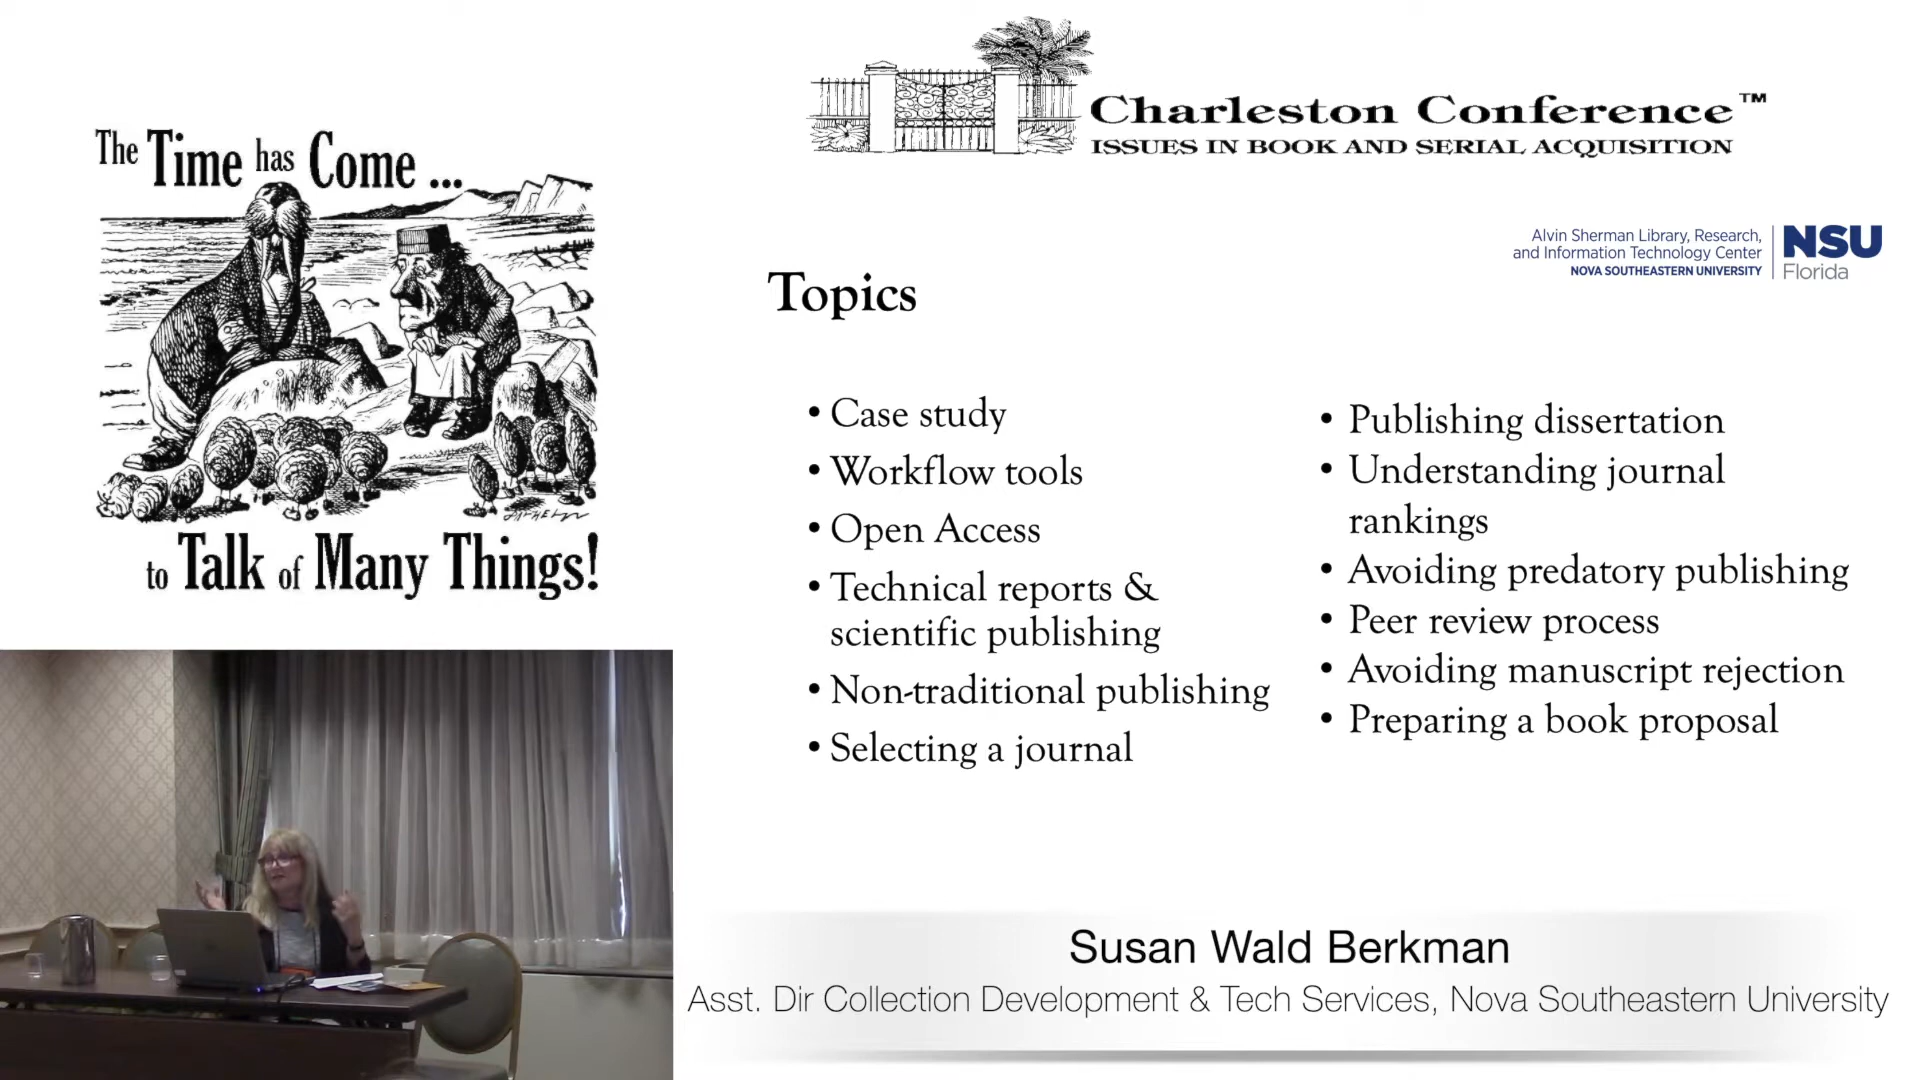 The Time has Come ...
to Talk of Many Things!
Charleston Conference™
ISSUES IN BOOK AND SERIAL ACQUISITION
Alvin Sherman Library, Research,
and Information Technology Center
NOVA SOUTHEASTERN UNIVERSITY
NSU
Florida
Topics
• Case study
• Workflow tools
• Open Access
• Technical reports &
scientific publishing
• Non-traditional publishing
• Selecting a journal
• Publishing dissertation
• Understanding journal
rankings
• Avoiding predatory publishing
• Peer review process
• Avoiding manuscript rejection
• Preparing a book proposal
Susan Wald Berkman
Asst. Dir Collection Development & Tech Services, Nova Southeastern University